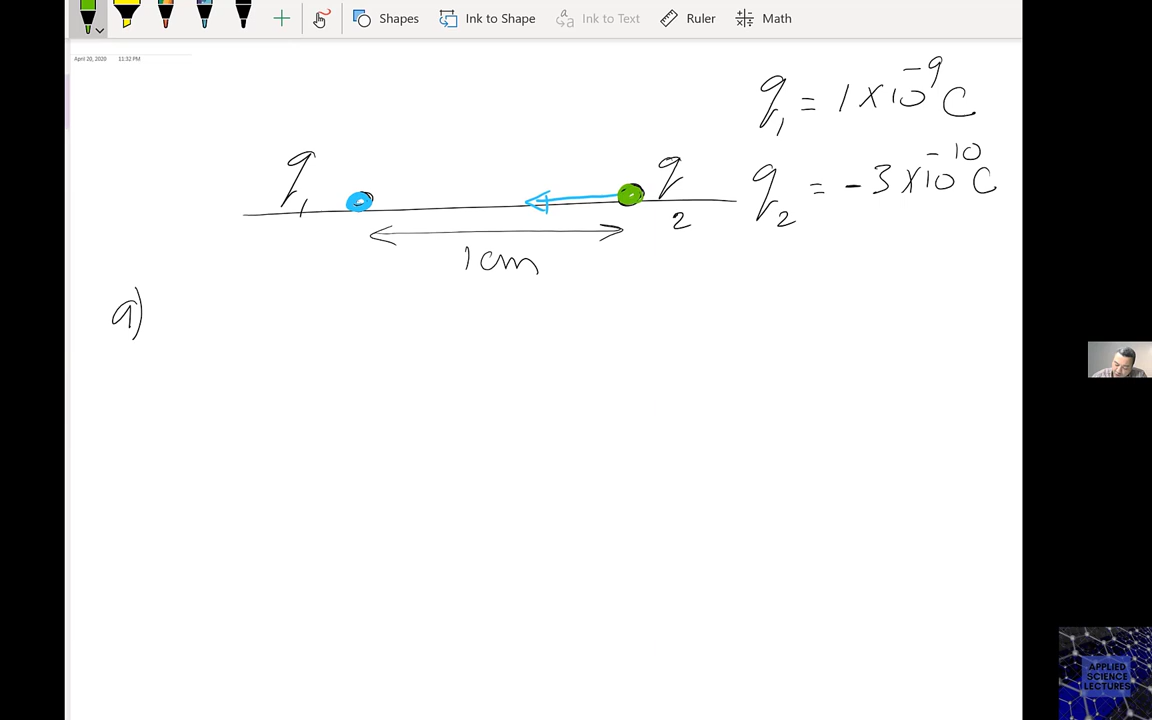 Shapes Ink to Shape Ink to Text Ruler Math
April 20, 2020 11:32 PM
q₁ = 1 × 10⁻⁹ C
q₁ q₂
q₂ = -3 × 10⁻¹⁰ C
1 cm
a)
APPLIED
SCIENCE
LECTURES